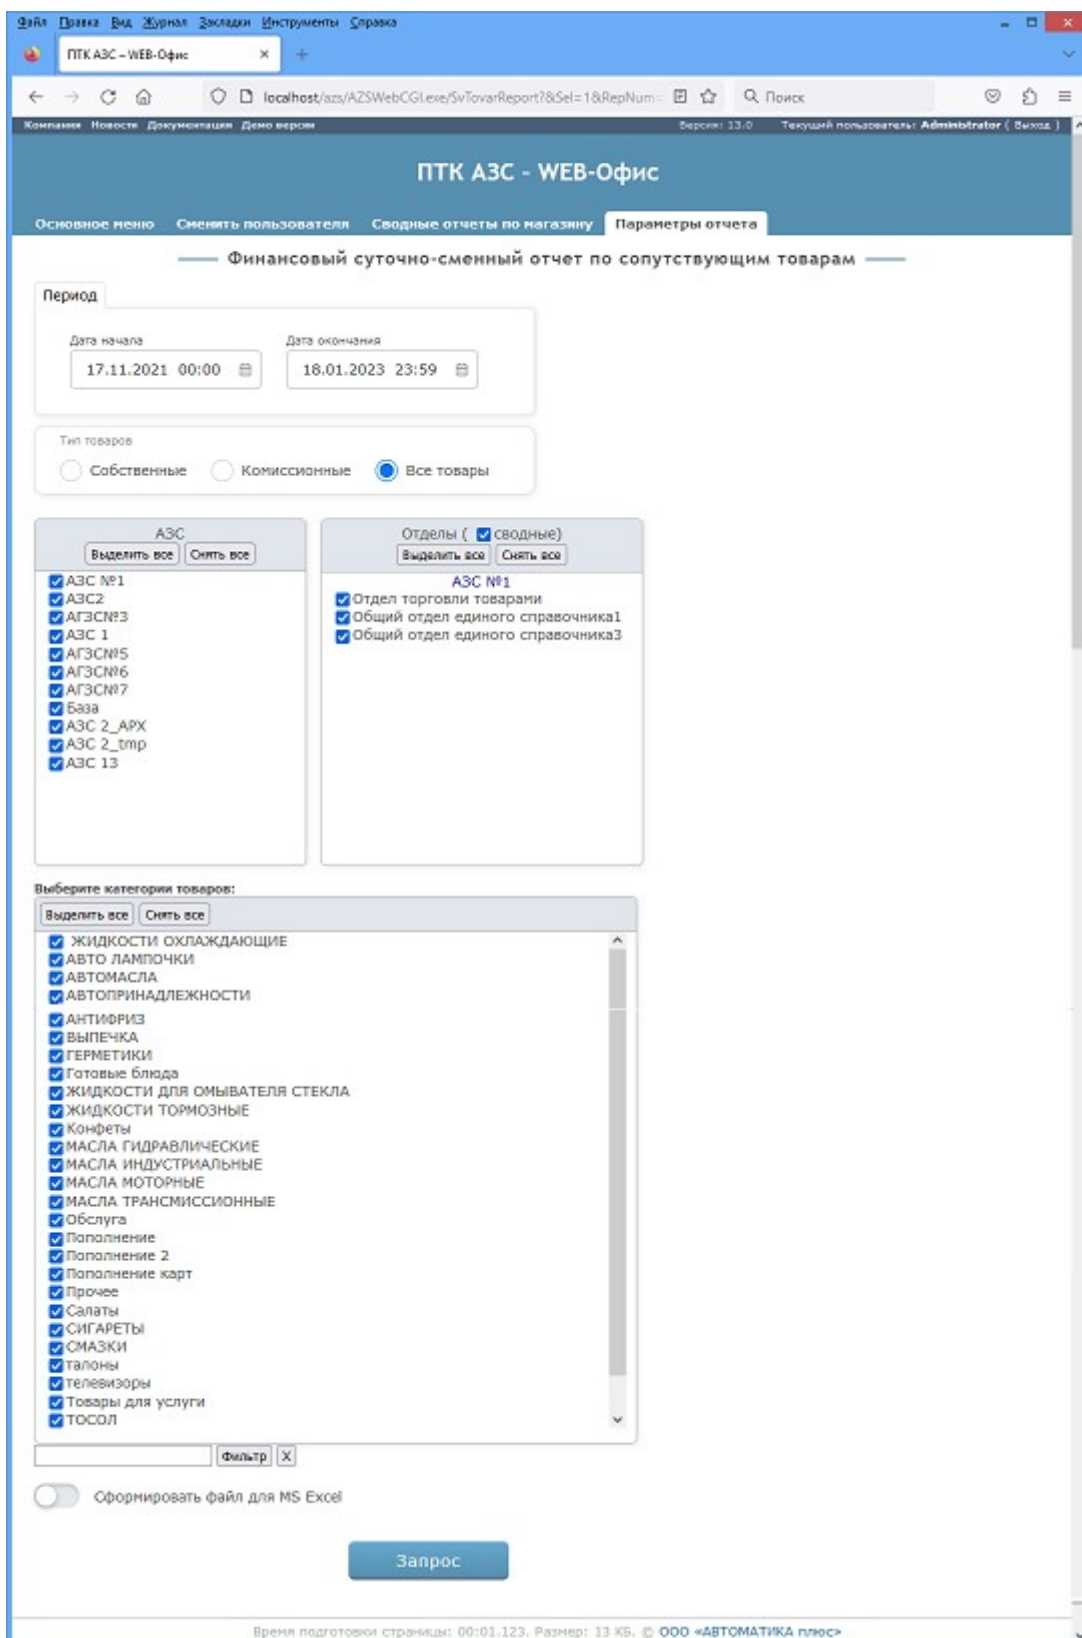 Файл Правка Вид Журнал Закладки Инструменты Справка
ПТК АЗС – WEB-Офис
localhost/azs/AZSWebCGI.exe/SvTovarReport?&Sel=1&RepNum=
Поиск
Компания Новости Документация Демо версии Версия: 13.0 Текущий пользователь: Administrator ( Выход )
ПТК АЗС - WEB-Офис
Основное меню Сменить пользователя Сводные отчеты по магазину Параметры отчета
Финансовый суточно-сменный отчет по сопутствующим товарам
Период
Дата начала Дата окончания
17.11.2021 00:00 18.01.2023 23:59
Тип товаров
Собственные Комиссионные Все товары
АЗС
Выделить все Снять все
АЗС №1
АЗС2
АГЗС№3
АЗС 1
АГЗС№5
АГЗС№6
АГЗС№7
База
АЗС 2_АРХ
АЗС 2_tmp
АЗС 13
Отделы ( сводные)
Выделить все Снять все
АЗС №1
Отдел торговли товарами
Общий отдел единого справочника1
Общий отдел единого справочника3
Выберите категории товаров:
Выделить все Снять все
ЖИДКОСТИ ОХЛАЖДАЮЩИЕ
АВТО ЛАМПОЧКИ
АВТОМАСЛА
АВТОПРИНАДЛЕЖНОСТИ
АНТИФРИЗ
ВЫПЕЧКА
ГЕРМЕТИКИ
Готовые блюда
ЖИДКОСТИ ДЛЯ ОМЫВАТЕЛЯ СТЕКЛА
ЖИДКОСТИ ТОРМОЗНЫЕ
Конфеты
МАСЛА ГИДРАВЛИЧЕСКИЕ
МАСЛА ИНДУСТРИАЛЬНЫЕ
МАСЛА МОТОРНЫЕ
МАСЛА ТРАНСМИССИОННЫЕ
Обслуга
Пополнение
Пополнение 2
Пополнение карт
Прочее
Салаты
СИГАРЕТЫ
СМАЗКИ
талоны
телевизоры
Товары для услуги
ТОСОЛ
Фильтр X
Сформировать файл для MS Excel
Запрос
Время подготовки страницы: 00:01.123. Размер: 13 КБ. © ООО «АВТОМАТИКА плюс»